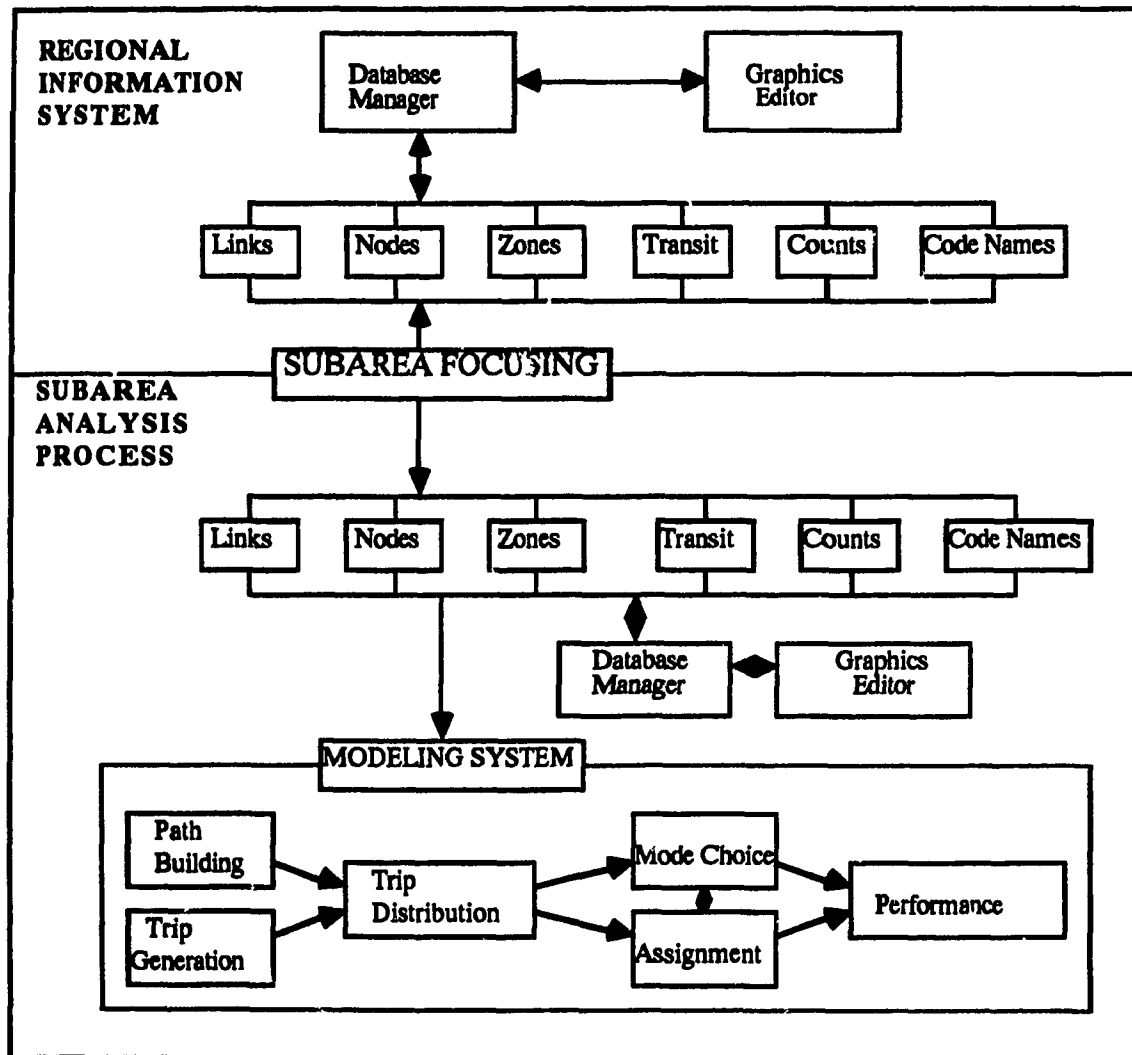 REGIONAL
INFORMATION
SYSTEM
Database
Manager
Graphics
Editor
Links
Nodes
Zones
Transit
Counts
Code Names
SUBAREA FOCUSING
SUBAREA
ANALYSIS
PROCESS
Links
Nodes
Zones
Transit
Counts
Code Names
Database
Manager
Graphics
Editor
MODELING SYSTEM
Path
Building
Trip
Generation
Trip
Distribution
Mode Choice
Assignment
Performance